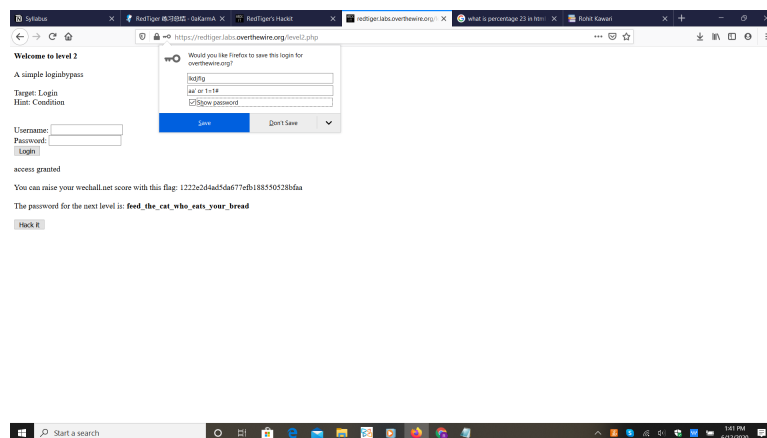 Syllabus
RedTiger 练习总结 - 0aKarmA
RedTiger's Hackit
redtiger.labs.overthewire.org/l
what is percentage 23 in html
Rohit Kawari
https://redtiger.labs.overthewire.org/level2.php
Would you like Firefox to save this login for
overthewire.org?
lkdjflg
aa' or 1=1#
Show password
Save
Don't Save
Welcome to level 2
A simple loginbypass
Target: Login
Hint: Condition
Username:
Password:
Login
access granted
You can raise your wechall.net score with this flag: 1222e2d4ad5da677efb188550528bfaa
The password for the next level is: feed_the_cat_who_eats_your_bread
Hack it
Start a search
1:41 PM